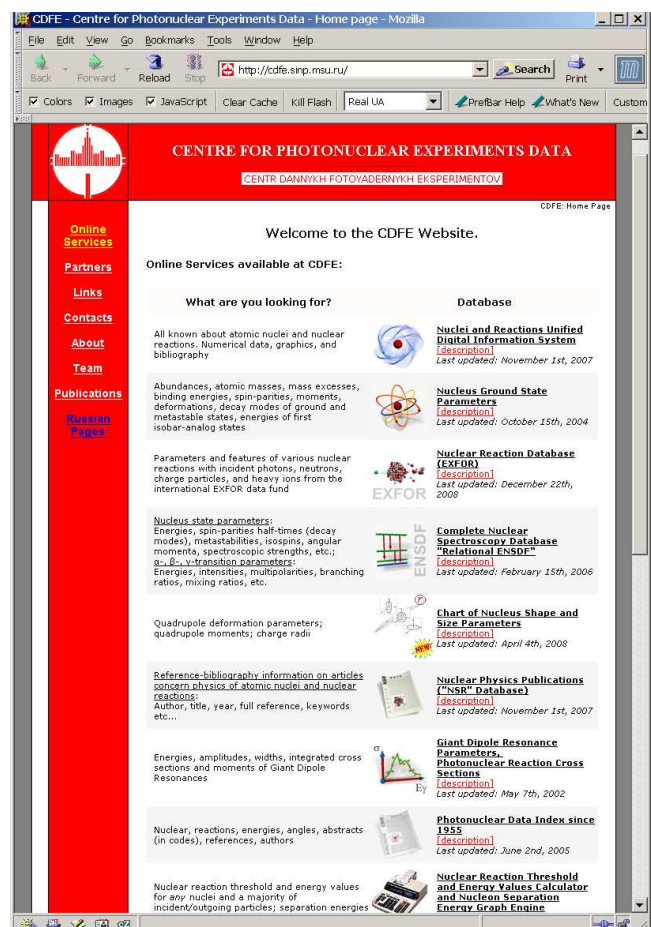 CDFE - Centre for Photonuclear Experiments Data - Home page - Mozilla
File Edit View Go Bookmarks Tools Window Help
Back Forward Reload Stop http://cdfe.sinp.msu.ru/ Search Print
Colors Images JavaScript Clear Cache Kill Flash Real UA PrefBar Help What's New Custom
CENTRE FOR PHOTONUCLEAR EXPERIMENTS DATA
CENTR DANNYKH FOTOYADERNYKH EKSPERIMENTOV
CDFE: Home Page
Online
Services
Partners
Links
Contacts
About
Team
Publications
Russian
Pages
Welcome to the CDFE Website.
Online Services available at CDFE:
What are you looking for? Database
All known about atomic nuclei and nuclear
reactions. Numerical data, graphics, and
bibliography
Nuclei and Reactions Unified
Digital Information System
[description]
Last updated: November 1st, 2007
Abundances, atomic masses, mass excesses,
binding energies, spin-parities, moments,
deformations, decay modes of ground and
metastable states, energies of first
isobar-analog states
Nucleus Ground State
Parameters
[description]
Last updated: October 15th, 2004
Parameters and features of various nuclear
reactions with incident photons, neutrons,
charge particles, and heavy ions from the
international EXFOR data fund
EXFOR
Nuclear Reaction Database
(EXFOR)
[description]
Last updated: December 22th,
2008
Nucleus state parameters:
Energies, spin-parities half-times (decay
modes), metastabilities, isospins, angular
momenta, spectroscopic strengths, etc.;
α-, β-, γ-transition parameters:
Energies, intensities, multipolarities, branching
ratios, mixing ratios, etc.
ENSDF
Complete Nuclear
Spectroscopy Database
"Relational ENSDF"
[description]
Last updated: February 15th, 2006
Quadrupole deformation parameters;
quadrupole moments; charge radii
NEW!
Chart of Nucleus Shape and
Size Parameters
[description]
Last updated: April 4th, 2008
Reference-bibliography information on articles
concern physics of atomic nuclei and nuclear
reactions:
Author, title, year, full reference, keywords
etc...
Nuclear Physics Publications
("NSR" Database)
[description]
Last updated: November 1st, 2007
Energies, amplitudes, widths, integrated cross
sections and moments of Giant Dipole
Resonances
σ
Eγ
Giant Dipole Resonance
Parameters,
Photonuclear Reaction Cross
Sections
[description]
Last updated: May 7th, 2002
Nuclear, reactions, energies, angles, abstracts
(in codes), references, authors
Photonuclear Data Index since
1955
[description]
Last updated: June 2nd, 2005
Nuclear reaction threshold and energy values
for any nuclei and a majority of
incident/outgoing particles; separation energies
Nuclear Reaction Threshold
and Energy Values Calculator
and Nucleon Separation
Energy Graph Engine